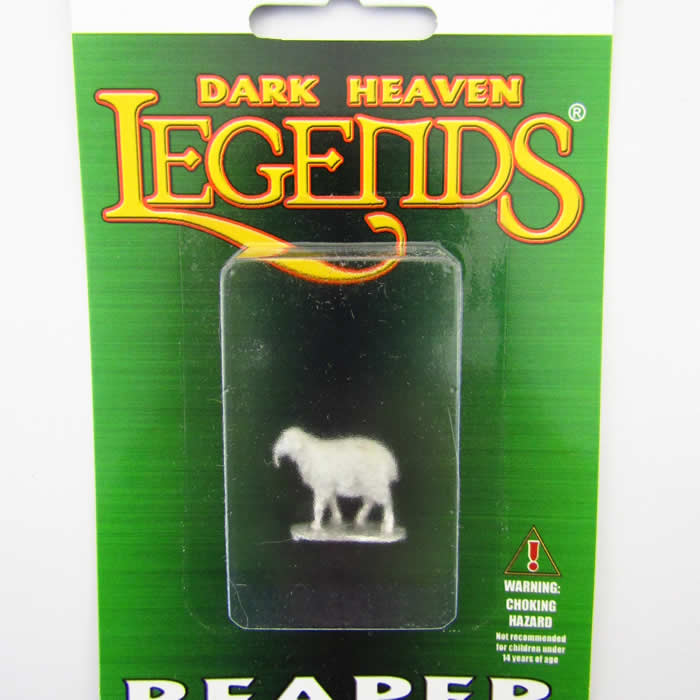 DARK HEAVEN
LEGENDS®
WARNING:
CHOKING
HAZARD
Not recommended
for children under
14 years of age
REAPER